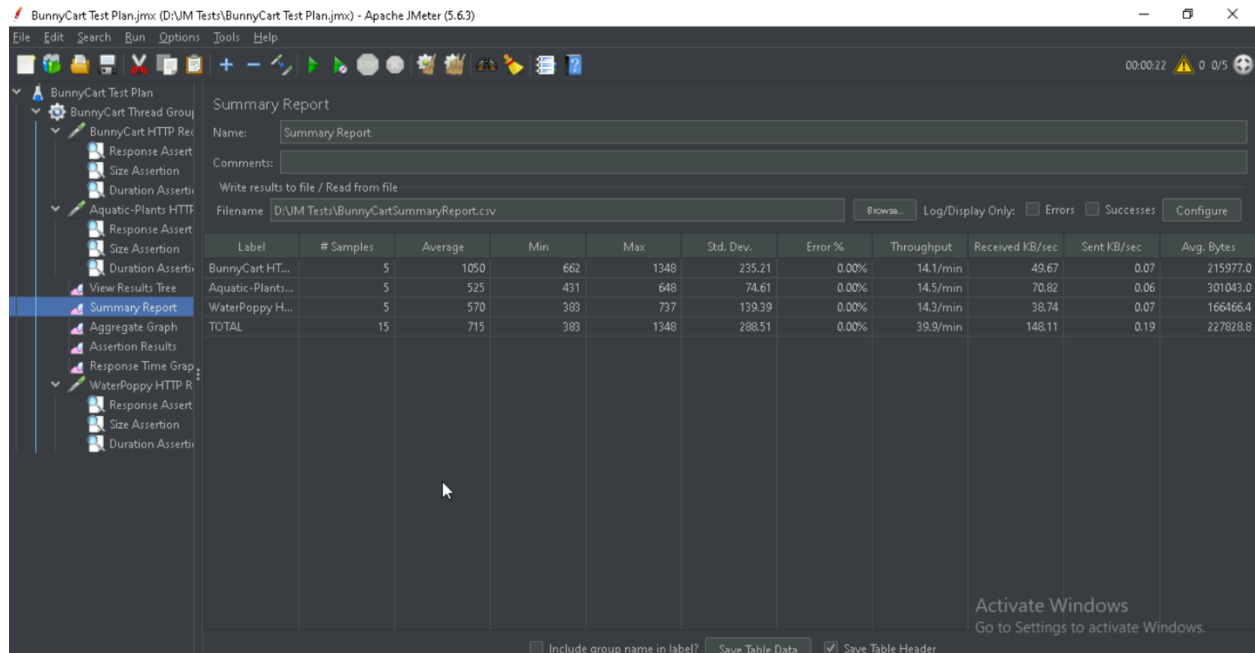 BunnyCart Test Plan.jmx (D:\JM Tests\BunnyCart Test Plan.jmx) - Apache JMeter (5.6.3)
File Edit Search Run Options Tools Help
00:00:22 0 0/5
BunnyCart Test Plan
BunnyCart Thread Group
BunnyCart HTTP Rec
Response Assert
Size Assertion
Duration Asserti
Aquatic-Plants HTTP
Response Assert
Size Assertion
Duration Asserti
View Results Tree
Summary Report
Aggregate Graph
Assertion Results
Response Time Grap
WaterPoppy HTTP R
Response Assert
Size Assertion
Duration Asserti
Summary Report
Name: Summary Report
Comments:
Write results to file / Read from file
Filename D:\JM Tests\BunnyCartSummaryReport.csv Browse... Log/Display Only: Errors Successes Configure
Label # Samples Average Min Max Std. Dev. Error % Throughput Received KB/sec Sent KB/sec Avg. Bytes
BunnyCart HT... 5 1050 662 1348 235.21 0.00% 14.1/min 49.67 0.07 215977.0
Aquatic-Plants... 5 525 431 648 74.61 0.00% 14.5/min 70.82 0.06 301043.0
WaterPoppy H... 5 570 383 737 139.39 0.00% 14.3/min 38.74 0.07 166466.4
TOTAL 15 715 383 1348 288.51 0.00% 39.9/min 148.11 0.19 227828.8
Activate Windows
Go to Settings to activate Windows.
Include group name in label? Save Table Data Save Table Header